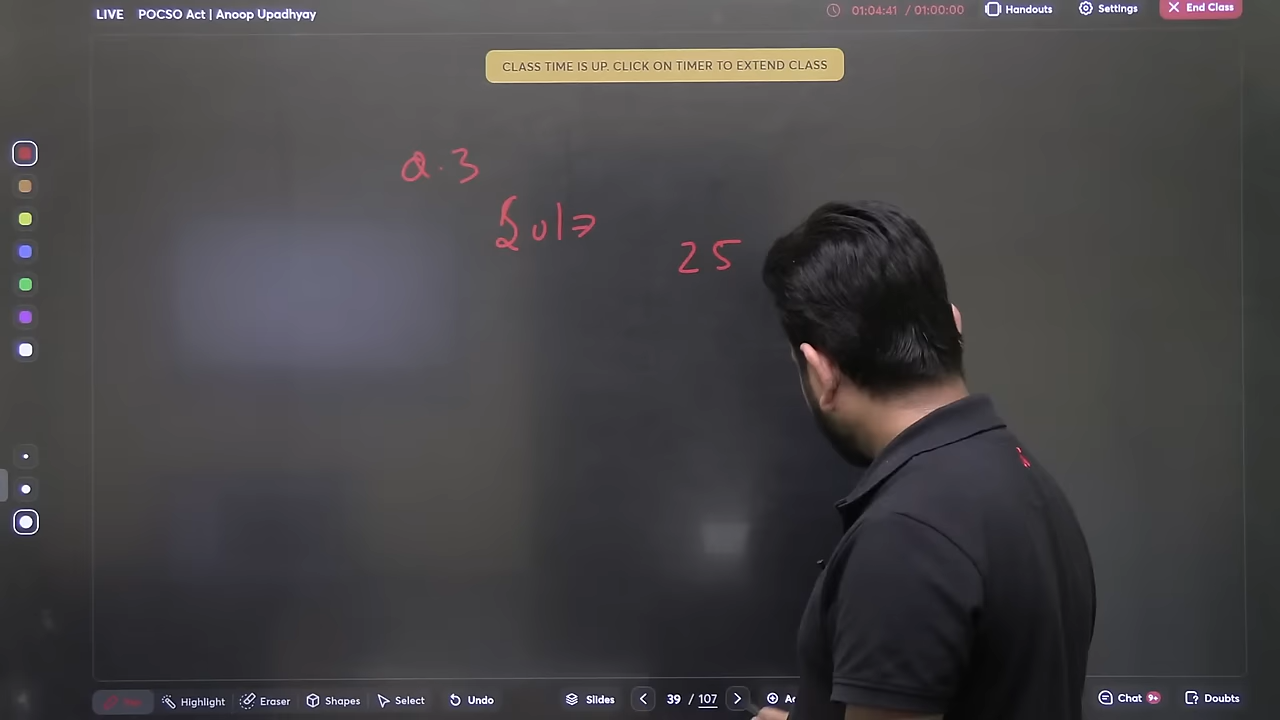 LIVE POCSO Act | Anoop Upadhyay 01:04:41 / 01:00:00 Handouts Settings End Class
CLASS TIME IS UP. CLICK ON TIMER TO EXTEND CLASS
Q.3
Sol⇒
25
Highlight Eraser Shapes Select Undo Slides 39 / 107 Chat 9+ Doubts